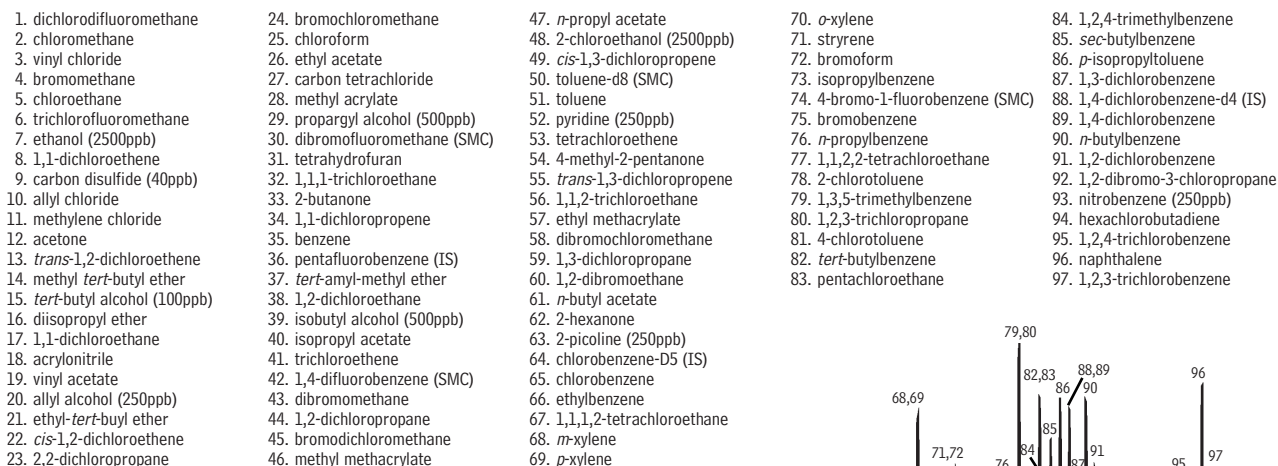 1. dichlorodifluoromethane
2. chloromethane
3. vinyl chloride
4. bromomethane
5. chloroethane
6. trichlorofluromethane
7. ethanol (2500ppb)
8. 1,1-dichloroethene
9. carbon disulfide (40ppb)
10. allyl chloride
11. methylene chloride
12. acetone
13. trans-1,2-dichloroethene
14. methyl tert-butyl ether
15. tert-butyl alcohol (100ppb)
16. diisopropyl ether
17. 1,1-dichloroethane
18. acrylonitrile
19. vinyl acetate
20. allyl alcohol (250ppb)
21. ethyl-tert-buyl ether
22. cis-1,2-dichloroethene
23. 2,2-dichloropropane
24. bromochloromethane
25. chloroform
26. ethyl acetate
27. carbon tetrachloride
28. methyl acrylate
29. propargyl alcohol (500ppb)
30. dibromofluoromethane (SMC)
31. tetrahydrofuran
32. 1,1,1-trichloroethane
33. 2-butanone
34. 1,1-dichloropropene
35. benzene
36. pentafluorobenzene (IS)
37. tert-amyl-methyl ether
38. 1,2-dichloroethane
39. isobutyl alcohol (500ppb)
40. isopropyl acetate
41. trichloroethene
42. 1,4-difluorobenzene (SMC)
43. dibromomethane
44. 1,2-dichloropropane
45. bromodichloromethane
46. methyl methacrylate
47. n-propyl acetate
48. 2-chloroethanol (2500ppb)
49. cis-1,3-dichloropropene
50. toluene-d8 (SMC)
51. toluene
52. pyridine (250ppb)
53. tetrachloroethene
54. 4-methyl-2-pentanone
55. trans-1,3-dichloropropene
56. 1,1,2-trichloroethane
57. ethyl methacrylate
58. dibromochloromethane
59. 1,3-dichloropropane
60. 1,2-dibromoethane
61. n-butyl acetate
62. 2-hexanone
63. 2-picoline (250ppb)
64. chlorobenzene-D5 (IS)
65. chlorobenzene
66. ethylbenzene
67. 1,1,1,2-tetrachloroethane
68. m-xylene
69. p-xylene
70. o-xylene
71. stryrene
72. bromoform
73. isopropylbenzene
74. 4-bromo-1-fluorobenzene (SMC)
75. bromobenzene
76. n-propylbenzene
77. 1,1,2,2-tetrachloroethane
78. 2-chlorotoluene
79. 1,3,5-trimethylbenzene
80. 1,2,3-trichloropropane
81. 4-chlorotoluene
82. tert-butylbenzene
83. pentachloroethane
84. 1,2,4-trimethylbenzene
85. sec-butylbenzene
86. p-isopropyltoluene
87. 1,3-dichlorobenzene
88. 1,4-dichlorobenzene-d4 (IS)
89. 1,4-dichlorobenzene
90. n-butylbenzene
91. 1,2-dichlorobenzene
92. 1,2-dibromo-3-chloropropane
93. nitrobenzene (250ppb)
94. hexachlorobutadiene
95. 1,2,4-trichlorobenzene
96. naphthalene
97. 1,2,3-trichlorobenzene
79,80
82,83
88,89
96
86
90
68,69
85
71,72
84
91
97
76
87
95